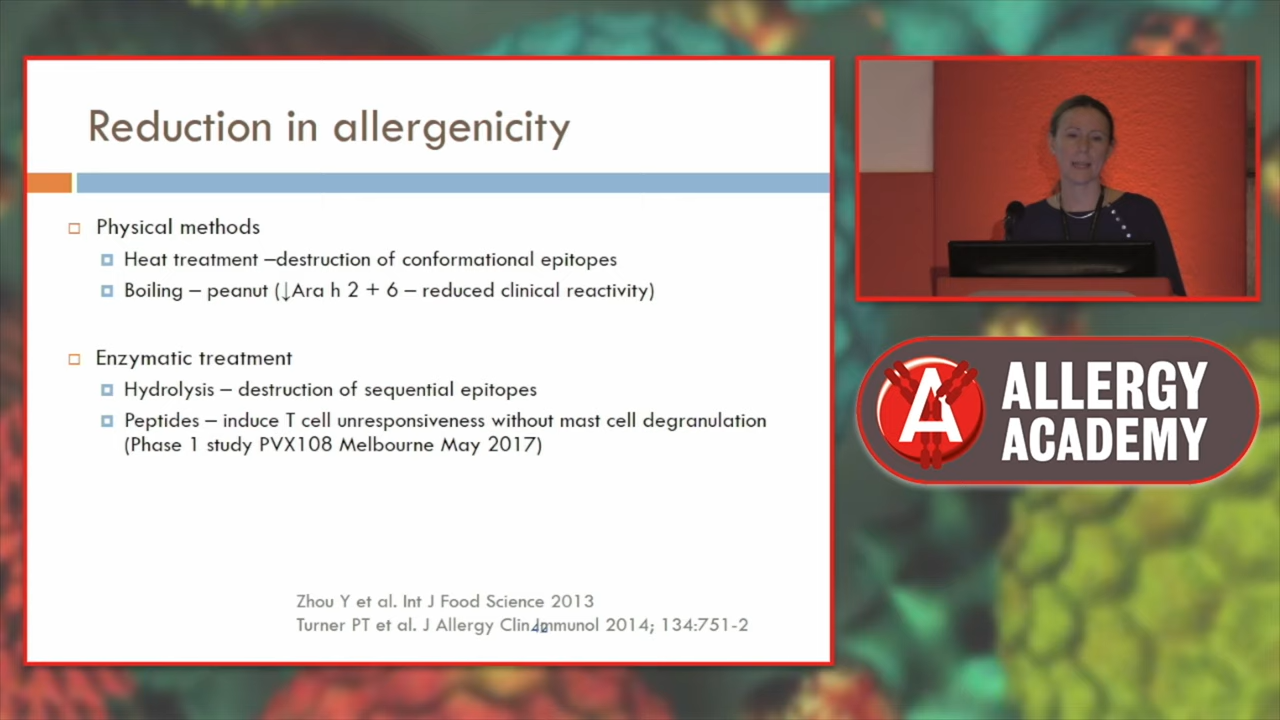 Reduction in allergenicity
Physical methods
Heat treatment –destruction of conformational epitopes
Boiling – peanut (↓Ara h 2 + 6 – reduced clinical reactivity)
Enzymatic treatment
Hydrolysis – destruction of sequential epitopes
Peptides – induce T cell unresponsiveness without mast cell degranulation
(Phase 1 study PVX108 Melbourne May 2017)
Zhou Y et al. Int J Food Science 2013
Turner PT et al. J Allergy Clin Immunol 2014; 134:751-2
42
A
ALLERGY
ACADEMY